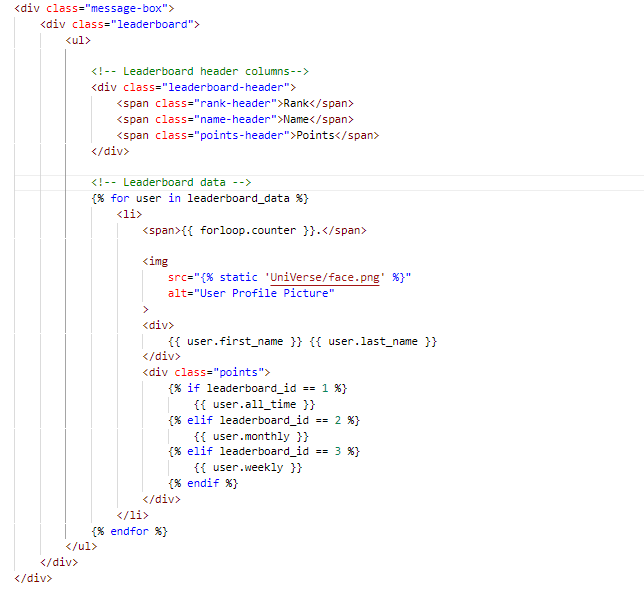 <div class="message-box">
<div class="leaderboard">
<ul>
<!-- Leaderboard header columns-->
<div class="leaderboard-header">
<span class="rank-header">Rank</span>
<span class="name-header">Name</span>
<span class="points-header">Points</span>
</div>
<!-- Leaderboard data -->
{% for user in leaderboard_data %}
<li>
<span>{{ forloop.counter }}.</span>
<img
src="{% static 'UniVerse/face.png' %}"
alt="User Profile Picture"
>
<div>
{{ user.first_name }} {{ user.last_name }}
</div>
<div class="points">
{% if leaderboard_id == 1 %}
{{ user.all_time }}
{% elif leaderboard_id == 2 %}
{{ user.monthly }}
{% elif leaderboard_id == 3 %}
{{ user.weekly }}
{% endif %}
</div>
</li>
{% endfor %}
</ul>
</div>
</div>